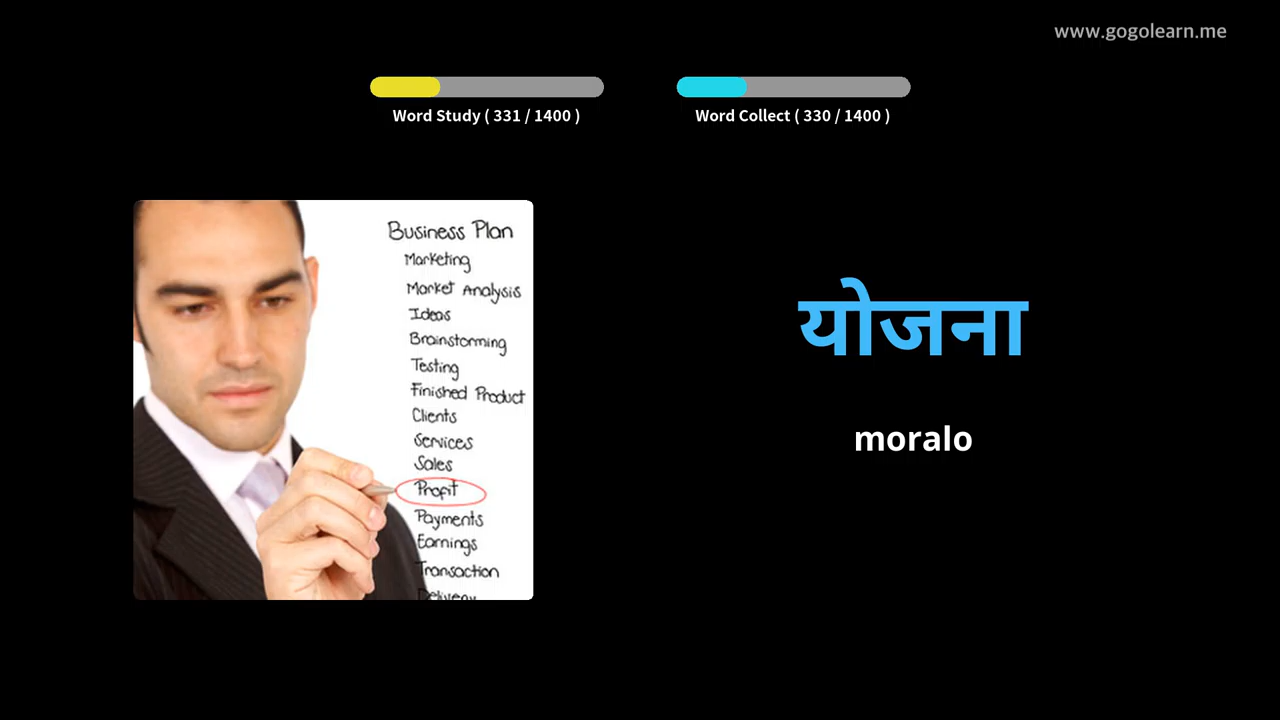 www.gogolearn.me
Word Study ( 331 / 1400 )
Word Collect ( 330 / 1400 )
Business Plan
Marketing
Market Analysis
Ideas
Brainstorming
Testing
Finished Product
Clients
Services
Sales
Profit
Payments
Earnings
Transaction
Delivery
योजना
moralo